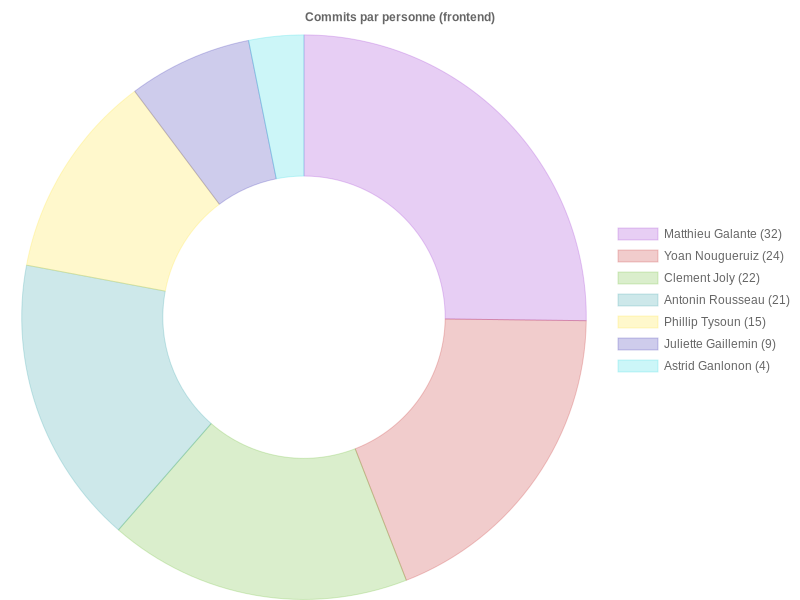 Commits par personne (frontend)
Matthieu Galante (32)
Yoan Nougueruiz (24)
Clement Joly (22)
Antonin Rousseau (21)
Phillip Tysoun (15)
Juliette Gaillemin (9)
Astrid Ganlonon (4)